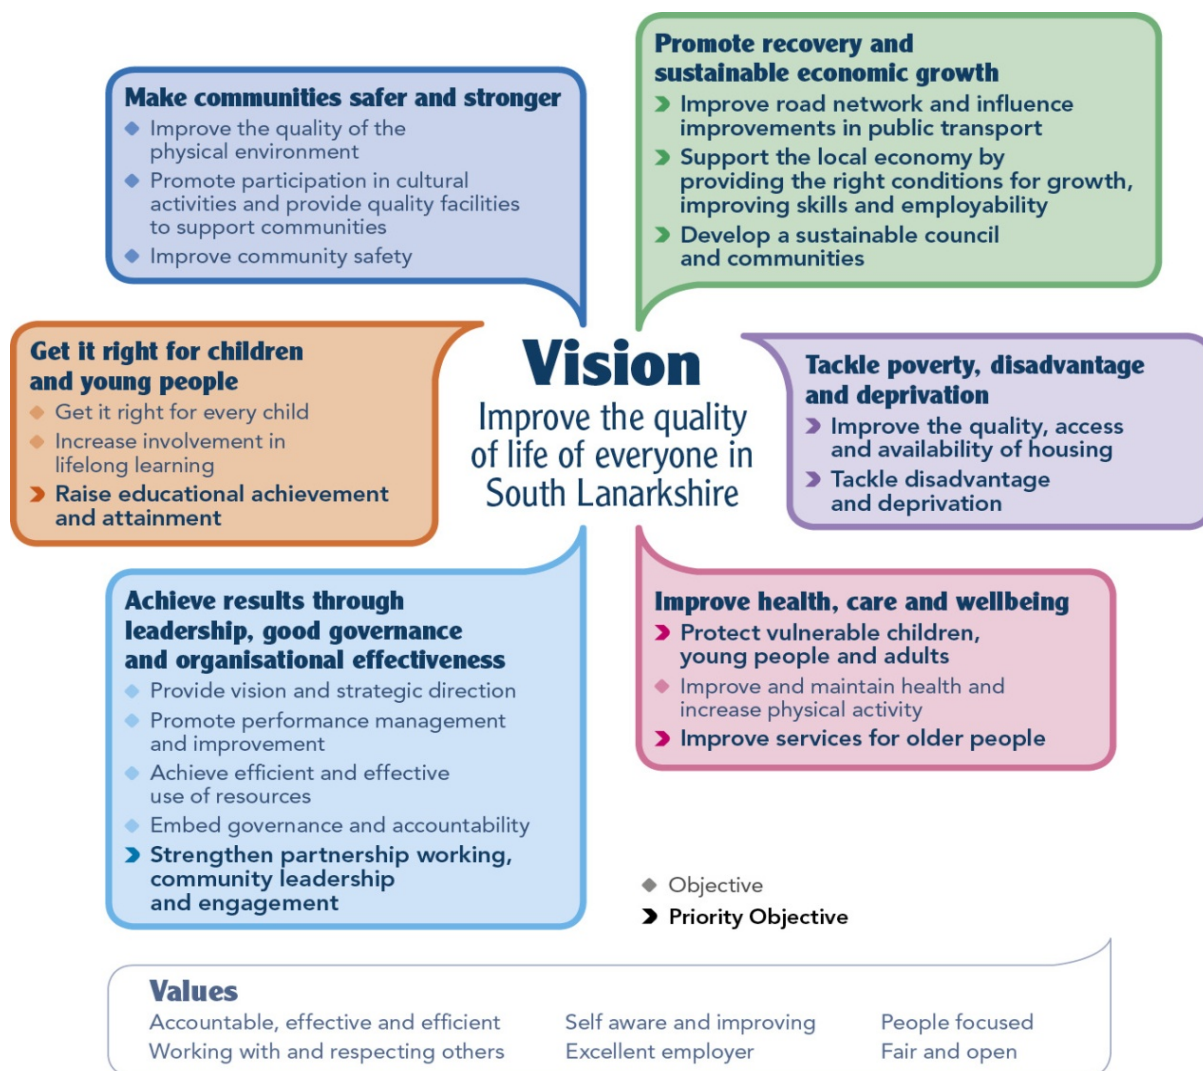 Make communities safer and stronger
Improve the quality of the
physical environment
Promote participation in cultural
activities and provide quality facilities
to support communities
Improve community safety
Promote recovery and
sustainable economic growth
Improve road network and influence
improvements in public transport
Support the local economy by
providing the right conditions for growth,
improving skills and employability
Develop a sustainable council
and communities
Get it right for children
and young people
Get it right for every child
Increase involvement in
lifelong learning
Raise educational achievement
and attainment
Vision
Improve the quality
of life of everyone in
South Lanarkshire
Tackle poverty, disadvantage
and deprivation
Improve the quality, access
and availability of housing
Tackle disadvantage
and deprivation
Achieve results through
leadership, good governance
and organisational effectiveness
Provide vision and strategic direction
Promote performance management
and improvement
Achieve efficient and effective
use of resources
Embed governance and accountability
Strengthen partnership working,
community leadership
and engagement
Improve health, care and wellbeing
Protect vulnerable children,
young people and adults
Improve and maintain health and
increase physical activity
Improve services for older people
Objective
Priority Objective
Values
Accountable, effective and efficient
Self aware and improving
People focused
Working with and respecting others
Excellent employer
Fair and open